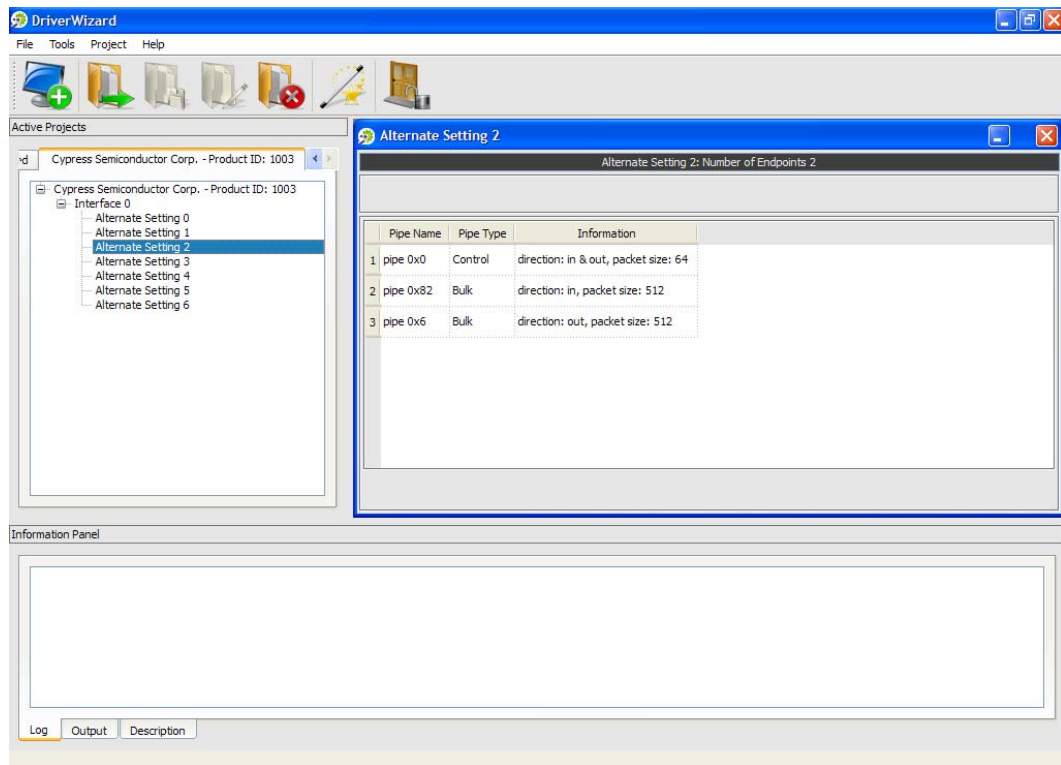 DriverWizard
File Tools Project Help
Active Projects
Cypress Semiconductor Corp. - Product ID: 1003
Cypress Semiconductor Corp. - Product ID: 1003
Interface 0
Alternate Setting 0
Alternate Setting 1
Alternate Setting 2
Alternate Setting 3
Alternate Setting 4
Alternate Setting 5
Alternate Setting 6
Alternate Setting 2
Alternate Setting 2: Number of Endpoints 2
Pipe Name Pipe Type Information
1 pipe 0x0 Control direction: in & out, packet size: 64
2 pipe 0x82 Bulk direction: in, packet size: 512
3 pipe 0x6 Bulk direction: out, packet size: 512
Information Panel
Log Output Description